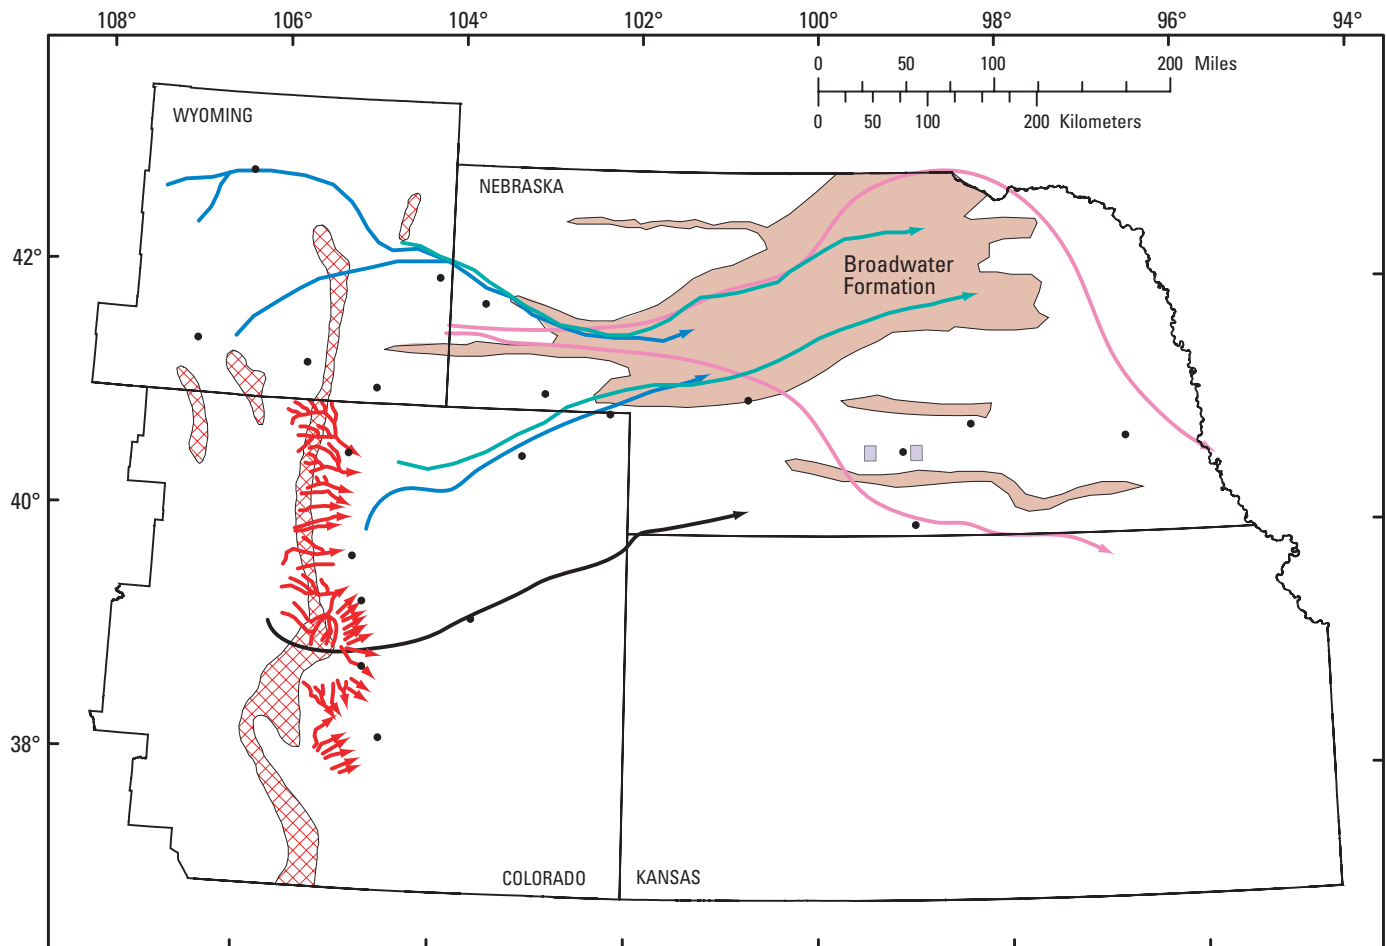 108° 106° 104° 102° 100° 98° 96° 94°
0 50 100 200 Miles
0 50 100 200 Kilometers
WYOMING
NEBRASKA
42°
Broadwater
Formation
40°
38°
COLORADO
KANSAS